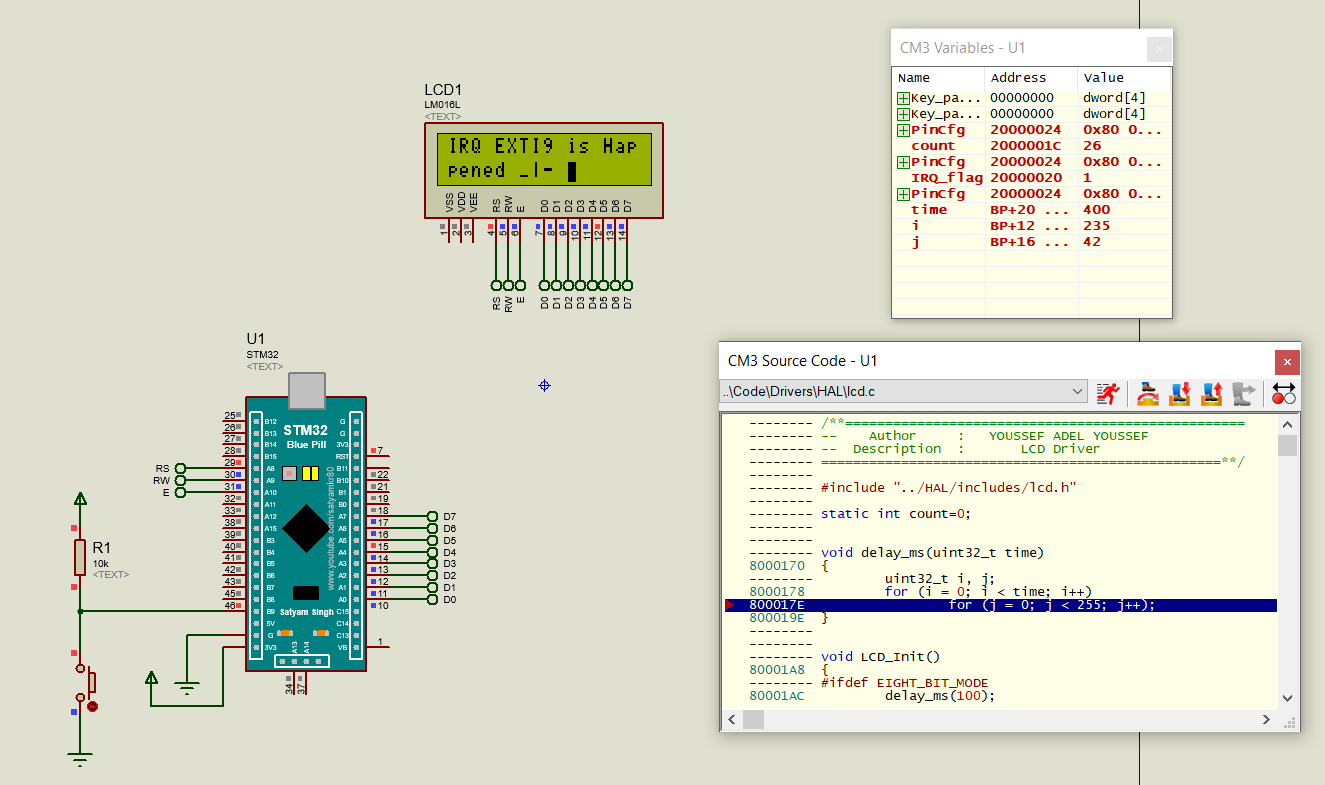 LCD1
LM016L
<TEXT>
IRQ EXTI9 is Hap
pened _|-
VSS VDD VEE RS RW E D0 D1 D2 D3 D4 D5 D6 D7
1 2 3 4 5 6 7 8 9 10 11 12 13 14
RS RW E D0 D1 D2 D3 D4 D5 D6 D7
U1
STM32
<TEXT>
STM32
Blue Pill
www.youtube.com/satyamkr80
Satyam Singh
25 B12 G
26 B13 G
27 B14 3V3
28 B15 RST 7
RS 29 A8 B11 22
RW 30 A9 B10 21
E 31 A10 B1 19
32 A11 B0 18
33 A12 A7 17 D7
38 A15 A6 16 D6
39 B3 A5 15 D5
40 B4 A4 14 D4
41 B5 A3 13 D3
42 B6 A2 12 D2
43 B7 A1 11 D1
45 B8 A0 10 D0
46 B9 C15
5V C14
G C13
3V3 VB 1
A13 A14
34 37
R1
10k
<TEXT>
CM3 Variables - U1
Name Address Value
Key_pa... 00000000 dword[4]
Key_pa... 00000000 dword[4]
PinCfg 20000024 0x80 0...
count 2000001C 26
PinCfg 20000024 0x80 0...
IRQ_flag 20000020 1
PinCfg 20000024 0x80 0...
time BP+20 ... 400
i BP+12 ... 235
j BP+16 ... 42
CM3 Source Code - U1
..\Code\Drivers\HAL\lcd.c
-------- /**==================================================
-------- --    Author     :   YOUSSEF ADEL YOUSSEF
-------- --  Description  :       LCD Driver
-------- ==================================================**/
--------
-------- #include "../HAL/includes/lcd.h"
--------
-------- static int count=0;
--------
--------
-------- void delay_ms(uint32_t time)
8000170 {
-------- uint32_t i, j;
8000178 for (i = 0; i < time; i++)
800017E for (j = 0; j < 255; j++);
800019E }
--------
--------
-------- void LCD_Init()
80001A8 {
-------- #ifdef EIGHT_BIT_MODE
80001AC delay_ms(100);